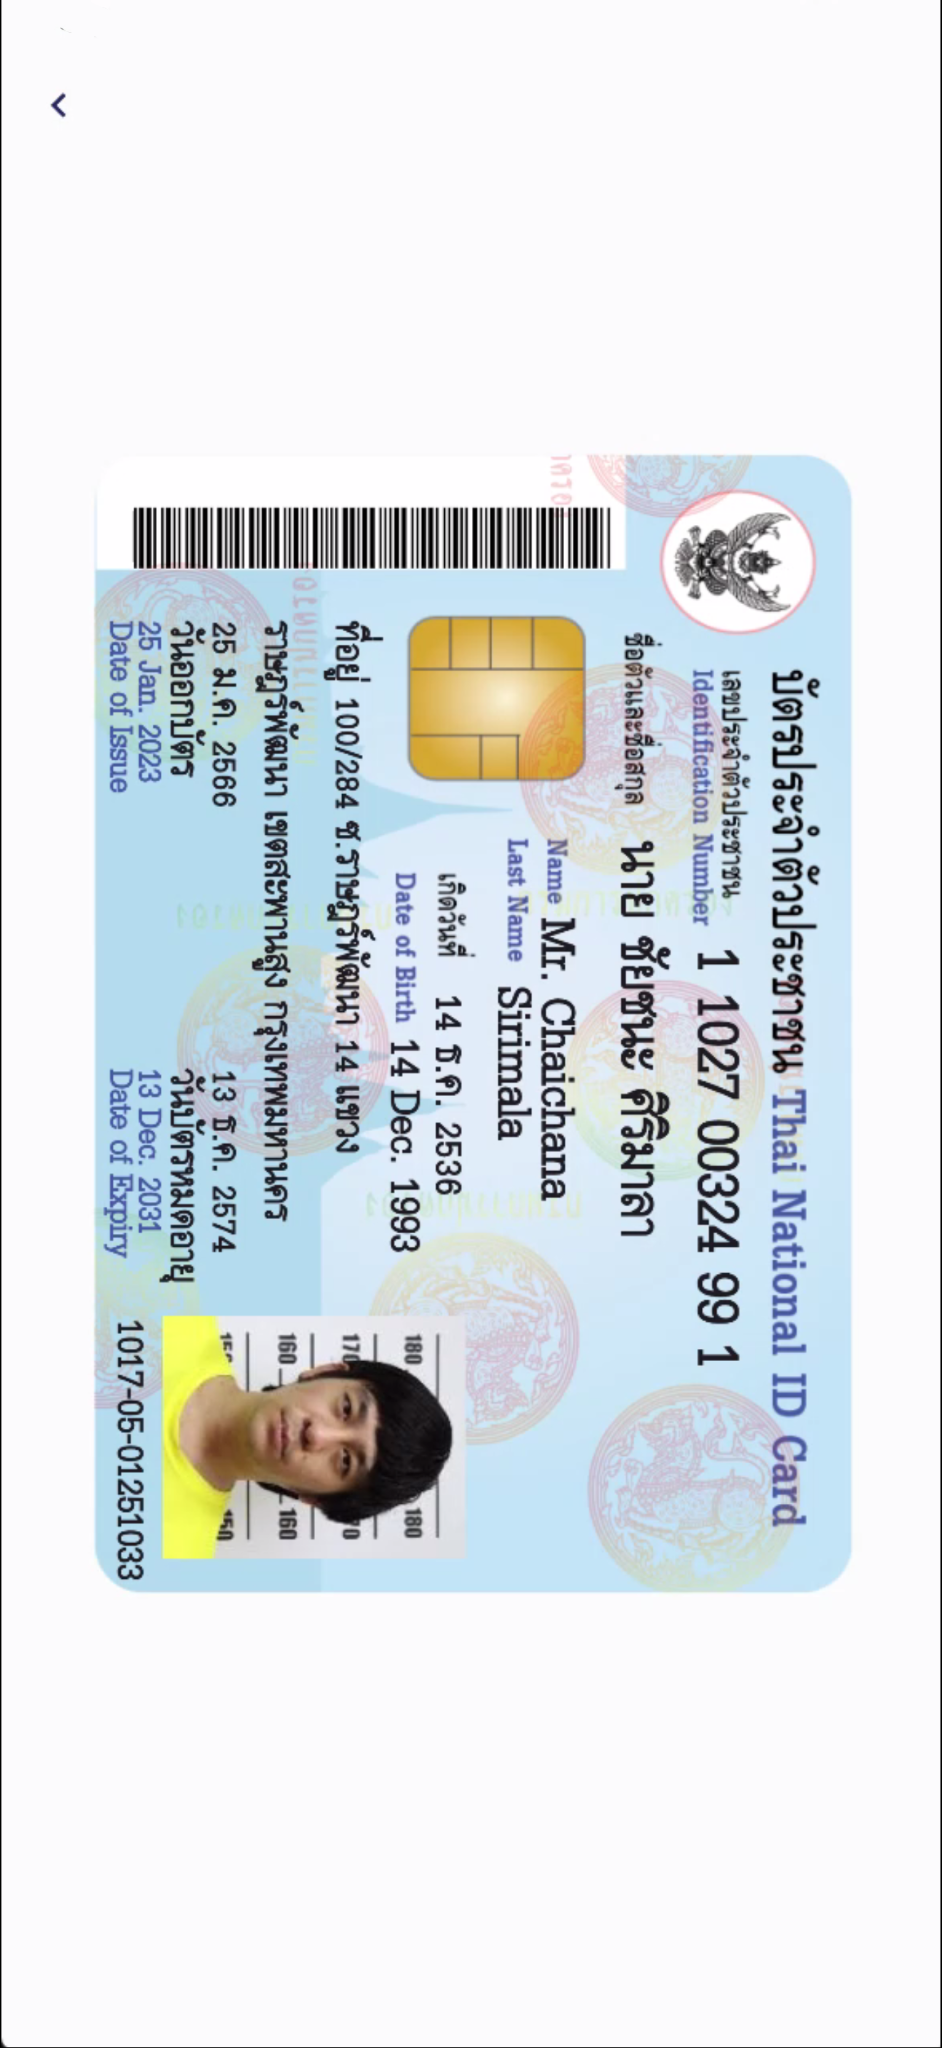 บัตรประจำตัวประชาชน Thai National ID Card
เลขประจำตัวประชาชน
Identification Number
1 1027 00324 99 1
ชื่อตัวและชื่อสกุล นาย ชัยชนะ ศิริมาลา
Name Mr. Chaichana
Last Name Sirimala
เกิดวันที่ 14 ธ.ค. 2536
Date of Birth 14 Dec. 1993
ที่อยู่ 100/284 ซ.ราษฎร์พัฒนา 14 แขวง
ราษฎร์พัฒนา เขตสะพานสูง กรุงเทพมหานคร
25 ม.ค. 2566
วันออกบัตร
25 Jan. 2023
Date of Issue
13 ธ.ค. 2574
วันบัตรหมดอายุ
13 Dec. 2031
Date of Expiry
180 180
170
160 160
150
1017-05-01251033